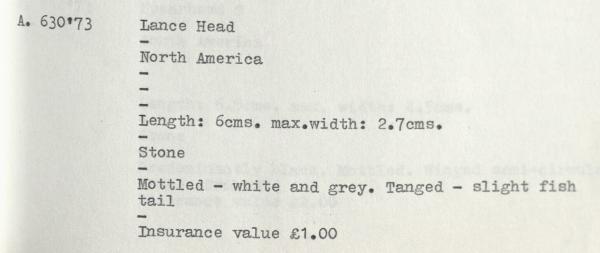 A. 630'73 Lance Head
-
North America
-
-
-
Length: 6cms. max.width: 2.7cms.
-
Stone
-
Mottled - white and grey. Tanged - slight fish
tail
-
Insurance value £1.00